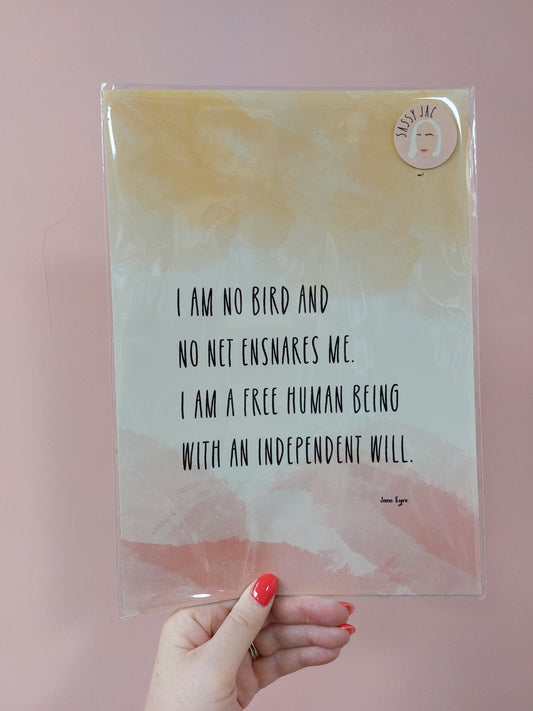 SASSY JAC
I AM NO BIRD AND
NO NET ENSNARES ME.
I AM A FREE HUMAN BEING
WITH AN INDEPENDENT WILL.
Jane Eyre